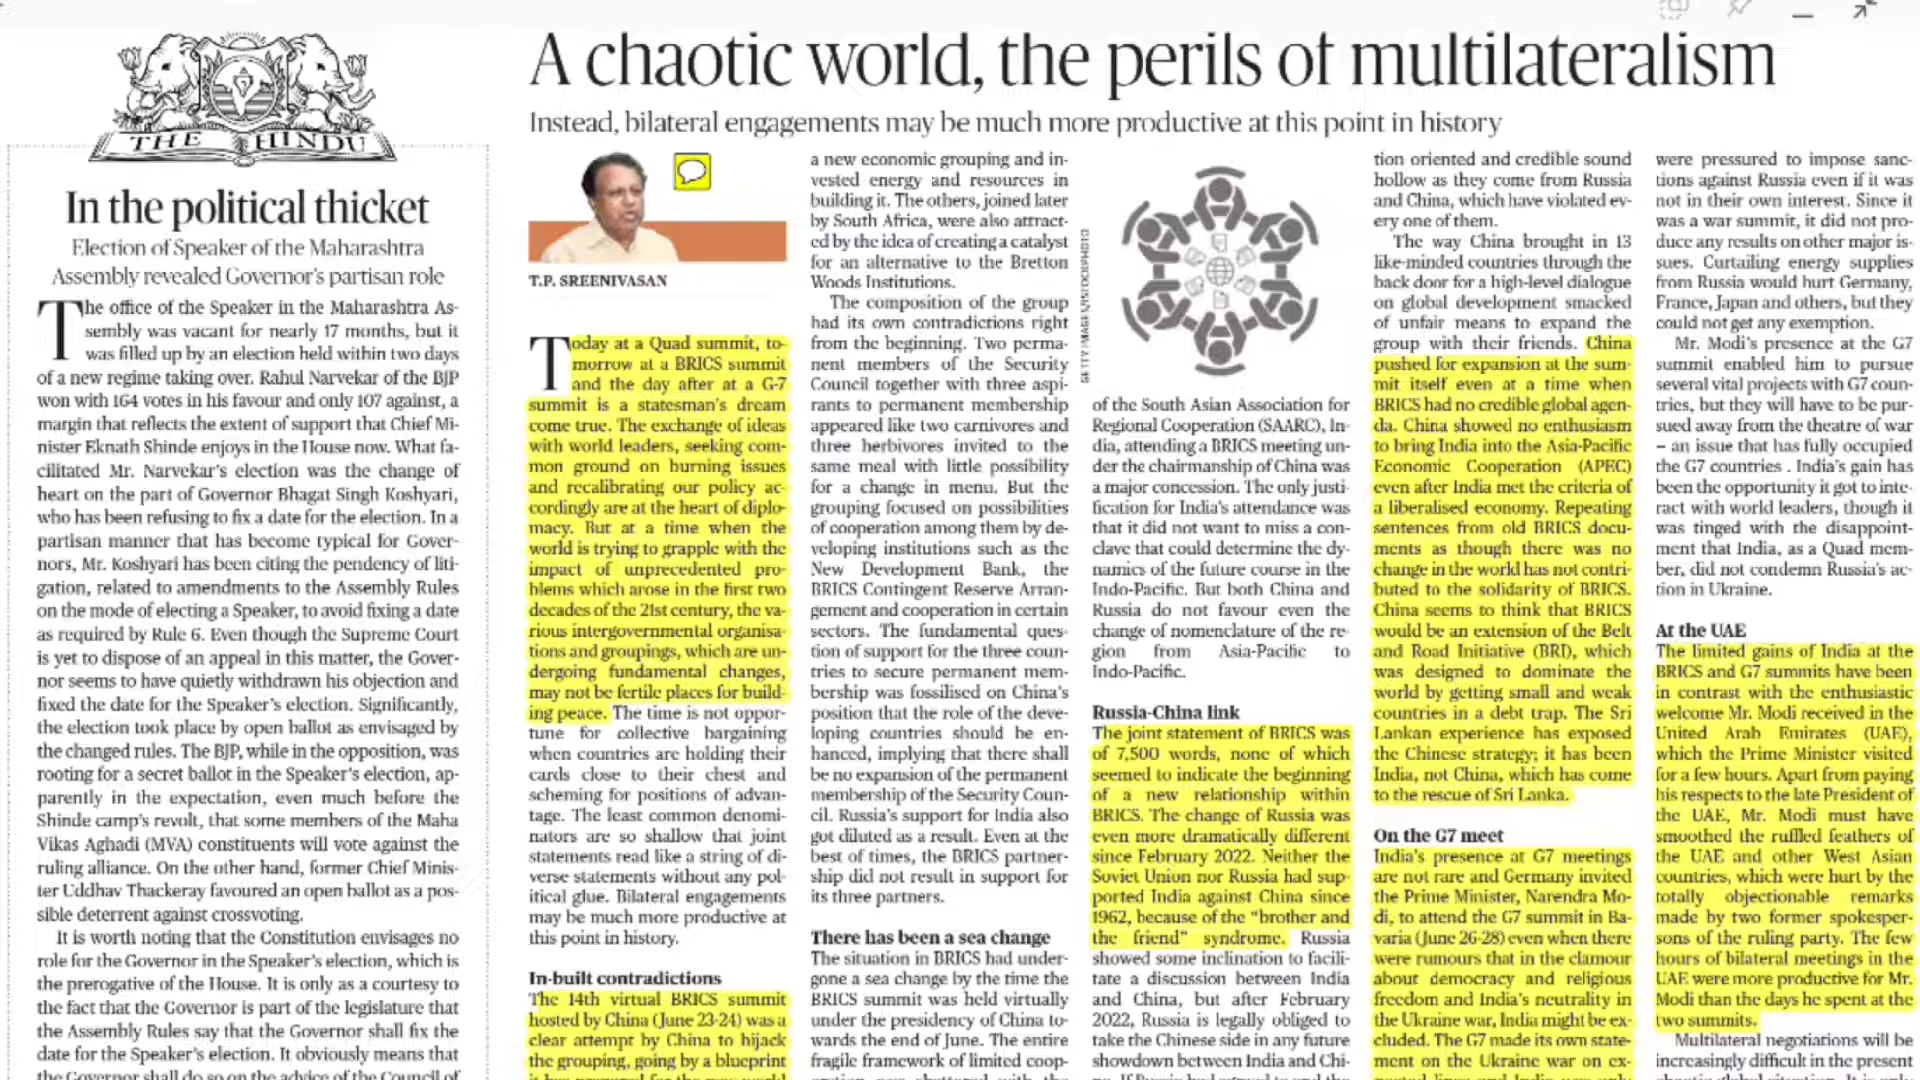 THE HINDU
In the political thicket
Election of Speaker of the Maharashtra
Assembly revealed Governor's partisan role
The office of the Speaker in the Maharashtra As-
sembly was vacant for nearly 17 months, but it
was filled up by an election held within two days
of a new regime taking over. Rahul Narvekar of the BJP
won with 164 votes in his favour and only 107 against, a
margin that reflects the extent of support that Chief Mi-
nister Eknath Shinde enjoys in the House now. What fa-
cilitated Mr. Narvekar's election was the change of
heart on the part of Governor Bhagat Singh Koshyari,
who has been refusing to fix a date for the election. In a
partisan manner that has become typical for Gover-
nors, Mr. Koshyari has been citing the pendency of liti-
gation, related to amendments to the Assembly Rules
on the mode of electing a Speaker, to avoid fixing a date
as required by Rule 6. Even though the Supreme Court
is yet to dispose of an appeal in this matter, the Gover-
nor seems to have quietly withdrawn his objection and
fixed the date for the Speaker's election. Significantly,
the election took place by open ballot as envisaged by
the changed rules. The BJP, while in the opposition, was
rooting for a secret ballot in the Speaker's election, ap-
parently in the expectation, even much before the
Shinde camp's revolt, that some members of the Maha
Vikas Aghadi (MVA) constituents will vote against the
ruling alliance. On the other hand, former Chief Minis-
ter Uddhav Thackeray favoured an open ballot as a pos-
sible deterrent against crossvoting.
It is worth noting that the Constitution envisages no
role for the Governor in the Speaker's election, which is
the prerogative of the House. It is only as a courtesy to
the fact that the Governor is part of the legislature that
the Assembly Rules say that the Governor shall fix the
date for the Speaker's election. It obviously means that
the Governor shall do so on the advice of the Council of
A chaotic world, the perils of multilateralism
Instead, bilateral engagements may be much more productive at this point in history
T.P. SREENIVASAN
Today at a Quad summit, to-
morrow at a BRICS summit
and the day after at a G-7
summit is a statesman's dream
come true. The exchange of ideas
with world leaders, seeking com-
mon ground on burning issues
and recalibrating our policy ac-
cordingly are at the heart of diplo-
macy. But at a time when the
world is trying to grapple with the
impact of unprecedented pro-
blems which arose in the first two
decades of the 21st century, the va-
rious intergovernmental organisa-
tions and groupings, which are un-
dergoing fundamental changes,
may not be fertile places for build-
ing peace. The time is not oppor-
tune for collective bargaining
when countries are holding their
cards close to their chest and
scheming for positions of advan-
tage. The least common denomi-
nators are so shallow that joint
statements read like a string of di-
verse statements without any pol-
itical glue. Bilateral engagements
may be much more productive at
this point in history.
In-built contradictions
The 14th virtual BRICS summit
hosted by China (June 23-24) was a
clear attempt by China to hijack
the grouping, going by a blueprint
a new economic grouping and in-
vested energy and resources in
building it. The others, joined later
by South Africa, were also attract-
ed by the idea of creating a catalyst
for an alternative to the Bretton
Woods Institutions.
The composition of the group
had its own contradictions right
from the beginning. Two perma-
nent members of the Security
Council together with three aspi-
rants to permanent membership
appeared like two carnivores and
three herbivores invited to the
same meal with little possibility
for a change in menu. But the
grouping focused on possibilities
of cooperation among them by de-
veloping institutions such as the
New Development Bank, the
BRICS Contingent Reserve Arran-
gement and cooperation in certain
sectors. The fundamental ques-
tion of support for the three coun-
tries to secure permanent mem-
bership was fossilised on China's
position that the role of the deve-
loping countries should be en-
hanced, implying that there shall
be no expansion of the permanent
membership of the Security Coun-
cil. Russia's support for India also
got diluted as a result. Even at the
best of times, the BRICS partner-
ship did not result in support for
its three partners.
There has been a sea change
The situation in BRICS had under-
gone a sea change by the time the
BRICS summit was held virtually
under the presidency of China to-
wards the end of June. The entire
fragile framework of limited coop-
GETTY IMAGES/ISTOCKPHOTO
of the South Asian Association for
Regional Cooperation (SAARC), In-
dia, attending a BRICS meeting un-
der the chairmanship of China was
a major concession. The only justi-
fication for India's attendance was
that it did not want to miss a con-
clave that could determine the dy-
namics of the future course in the
Indo-Pacific. But both China and
Russia do not favour even the
change of nomenclature of the re-
gion from Asia-Pacific to
Indo-Pacific.
Russia-China link
The joint statement of BRICS was
of 7,500 words, none of which
seemed to indicate the beginning
of a new relationship within
BRICS. The change of Russia was
even more dramatically different
since February 2022. Neither the
Soviet Union nor Russia had sup-
ported India against China since
1962, because of the "brother and
the friend" syndrome. Russia
showed some inclination to facili-
tate a discussion between India
and China, but after February
2022, Russia is legally obliged to
take the Chinese side in any future
showdown between India and Chi-
tion oriented and credible sound
hollow as they come from Russia
and China, which have violated ev-
ery one of them.
The way China brought in 13
like-minded countries through the
back door for a high-level dialogue
on global development smacked
of unfair means to expand the
group with their friends. China
pushed for expansion at the sum-
mit itself even at a time when
BRICS had no credible global agen-
da. China showed no enthusiasm
to bring India into the Asia-Pacific
Economic Cooperation (APEC)
even after India met the criteria of
a liberalised economy. Repeating
sentences from old BRICS docu-
ments as though there was no
change in the world has not contri-
buted to the solidarity of BRICS.
China seems to think that BRICS
would be an extension of the Belt
and Road Initiative (BRI), which
was designed to dominate the
world by getting small and weak
countries in a debt trap. The Sri
Lankan experience has exposed
the Chinese strategy; it has been
India, not China, which has come
to the rescue of Sri Lanka.
On the G7 meet
India's presence at G7 meetings
are not rare and Germany invited
the Prime Minister, Narendra Mo-
di, to attend the G7 summit in Ba-
varia (June 26-28) even when there
were rumours that in the clamour
about democracy and religious
freedom and India's neutrality in
the Ukraine war, India might be ex-
cluded. The G7 made its own state-
ment on the Ukraine war on ex-
were pressured to impose sanc-
tions against Russia even if it was
not in their own interest. Since it
was a war summit, it did not pro-
duce any results on other major is-
sues. Curtailing energy supplies
from Russia would hurt Germany,
France, Japan and others, but they
could not get any exemption.
Mr. Modi's presence at the G7
summit enabled him to pursue
several vital projects with G7 coun-
tries, but they will have to be pur-
sued away from the theatre of war
– an issue that has fully occupied
the G7 countries . India's gain has
been the opportunity it got to inte-
ract with world leaders, though it
was tinged with the disappoint-
ment that India, as a Quad mem-
ber, did not condemn Russia's ac-
tion in Ukraine.
At the UAE
The limited gains of India at the
BRICS and G7 summits have been
in contrast with the enthusiastic
welcome Mr. Modi received in the
United Arab Emirates (UAE),
which the Prime Minister visited
for a few hours. Apart from paying
his respects to the late President of
the UAE, Mr. Modi must have
smoothed the ruffled feathers of
the UAE and other West Asian
countries, which were hurt by the
totally objectionable remarks
made by two former spokesper-
sons of the ruling party. The few
hours of bilateral meetings in the
UAE were more productive for Mr.
Modi than the days he spent at the
two summits.
Multilateral negotiations will be
increasingly difficult in the present